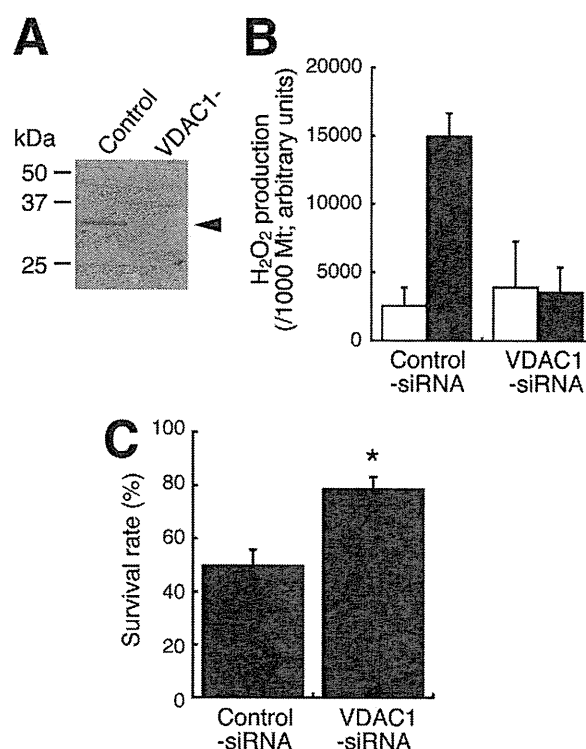 A
B
Control
VDAC1-
kDa
50
37
25
H2O2 production
(/1000 Mt; arbitrary units)
20000
15000
10000
5000
0
Control
-siRNA
VDAC1
-siRNA
C
Survival rate (%)
100
80
60
40
20
0
*
Control
-siRNA
VDAC1
-siRNA